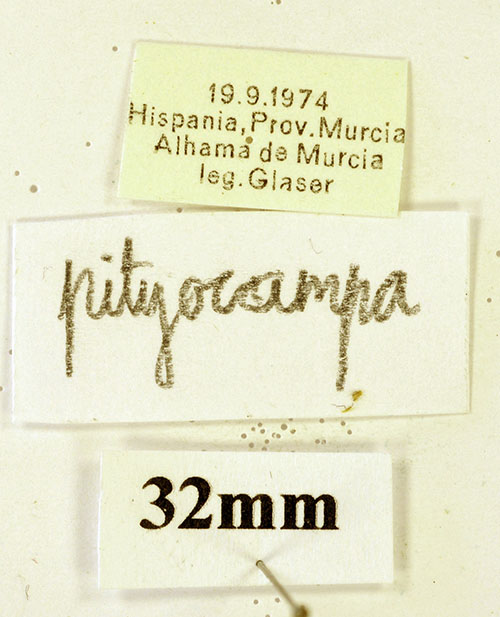 19.9.1974
Hispania, Prov. Murcia
Alhama de Murcia
leg. Glaser
pityocampa
32mm